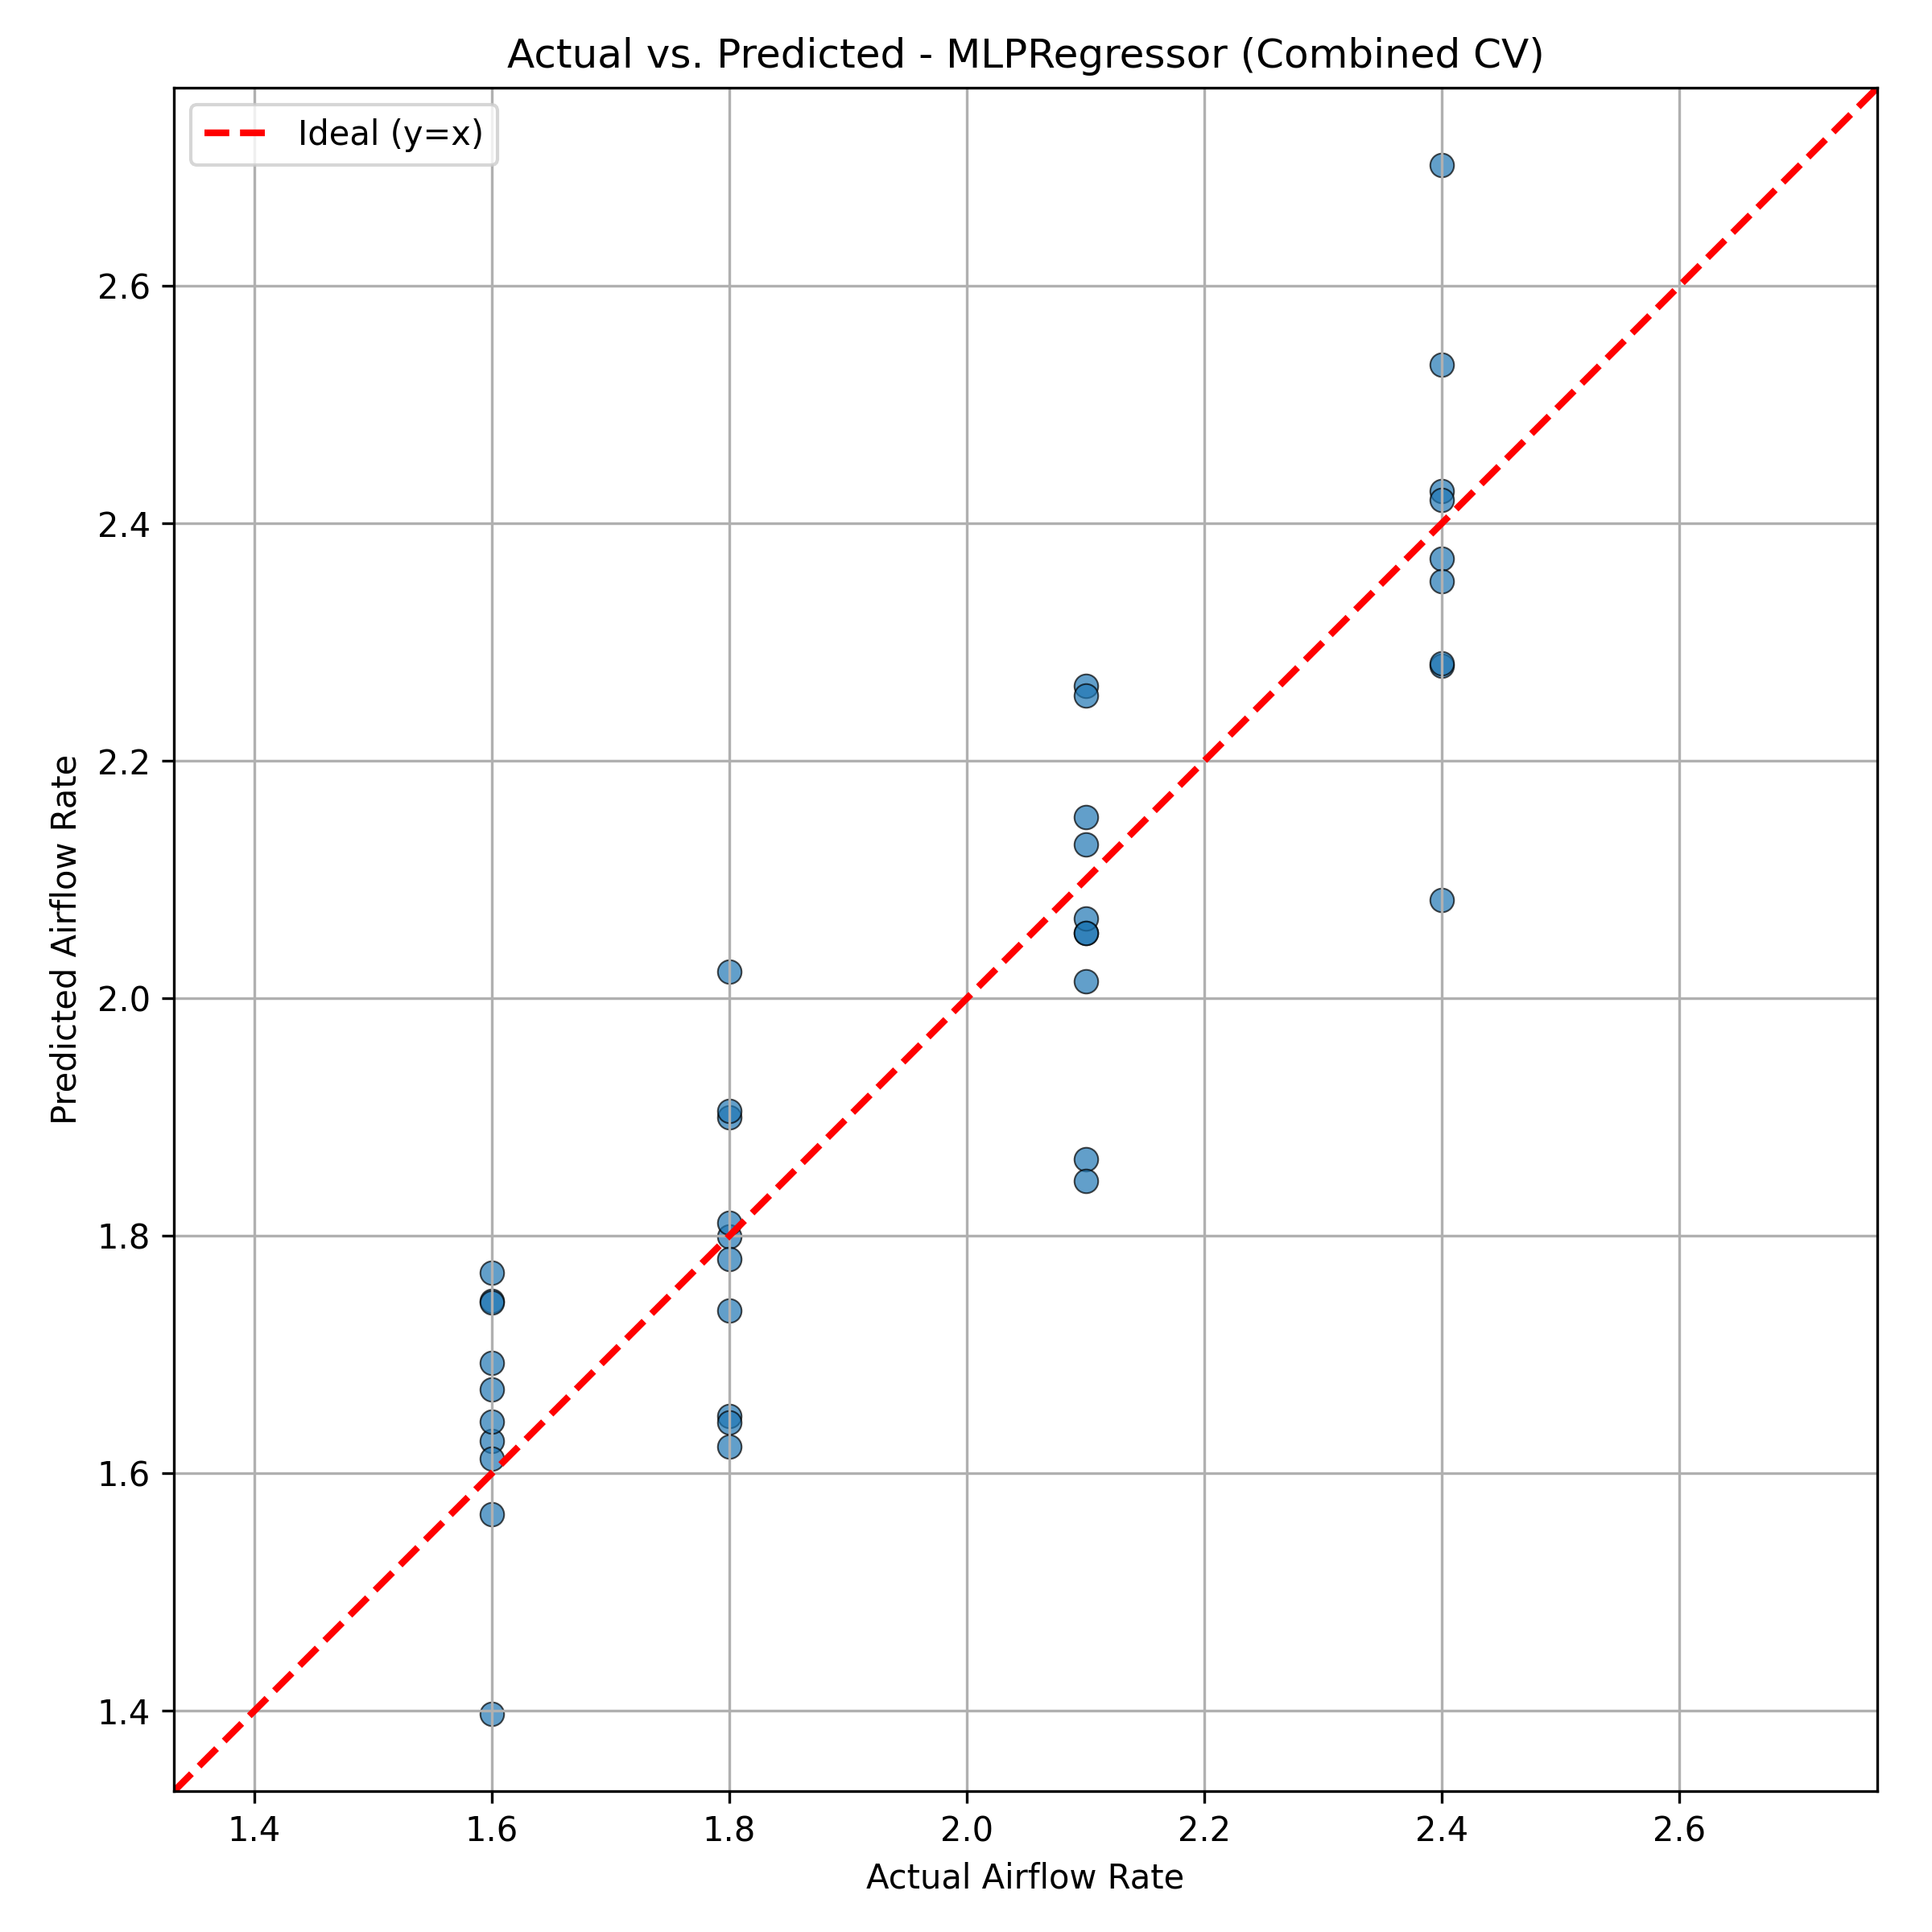 Actual vs. Predicted - MLPRegressor (Combined CV)
Ideal (y=x)
Predicted Airflow Rate
2.6
2.4
2.2
2.0
1.8
1.6
1.4
1.4 1.6 1.8 2.0 2.2 2.4 2.6
Actual Airflow Rate